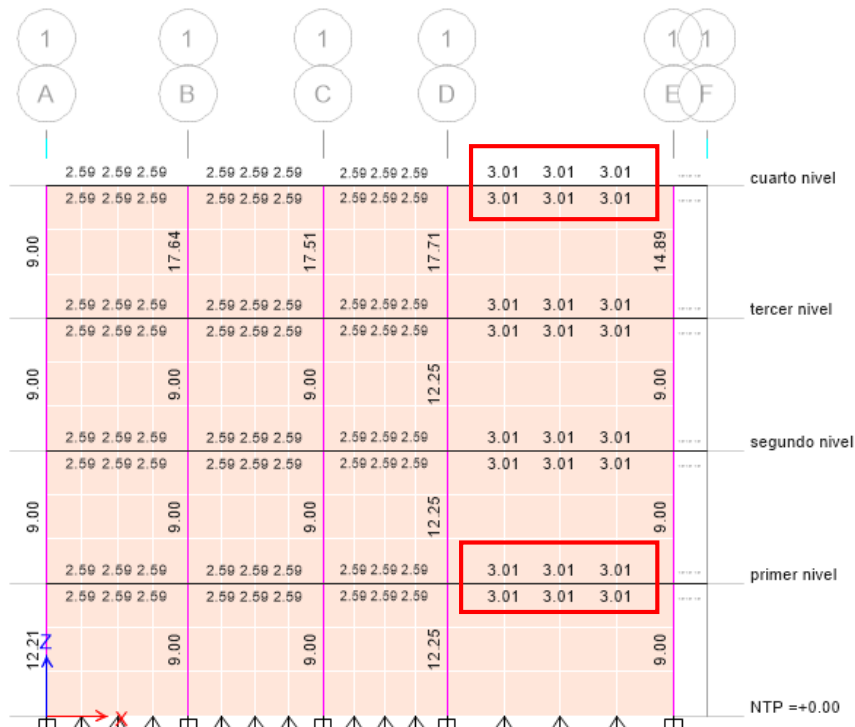 1 1 1 1 1 1
A B C D E F
2.59 2.59 2.59 2.59 2.59 2.59 2.59 2.59 2.59 3.01 3.01 3.01
cuarto nivel
2.59 2.59 2.59 2.59 2.59 2.59 2.59 2.59 2.59 3.01 3.01 3.01
9.00 17.64 17.51 17.71 14.89
2.59 2.59 2.59 2.59 2.59 2.59 2.59 2.59 2.59 3.01 3.01 3.01
tercer nivel
2.59 2.59 2.59 2.59 2.59 2.59 2.59 2.59 2.59 3.01 3.01 3.01
9.00 9.00 9.00 12.25 9.00
2.59 2.59 2.59 2.59 2.59 2.59 2.59 2.59 2.59 3.01 3.01 3.01
segundo nivel
2.59 2.59 2.59 2.59 2.59 2.59 2.59 2.59 2.59 3.01 3.01 3.01
9.00 9.00 9.00 12.25 9.00
2.59 2.59 2.59 2.59 2.59 2.59 2.59 2.59 2.59 3.01 3.01 3.01
primer nivel
2.59 2.59 2.59 2.59 2.59 2.59 2.59 2.59 2.59 3.01 3.01 3.01
12.21 9.00 9.00 12.25 9.00
Z
X
NTP =+0.00